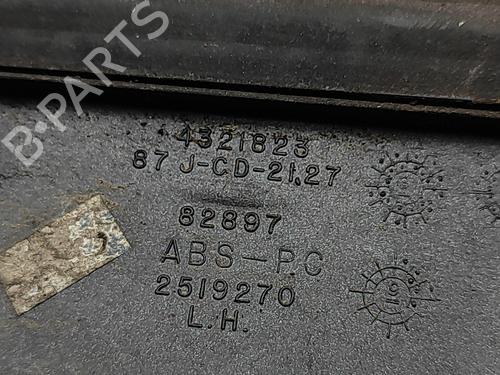 B-PARTS
4321823
87 J-CD-21.27
82897
ABS-PC
2519270
L.H.